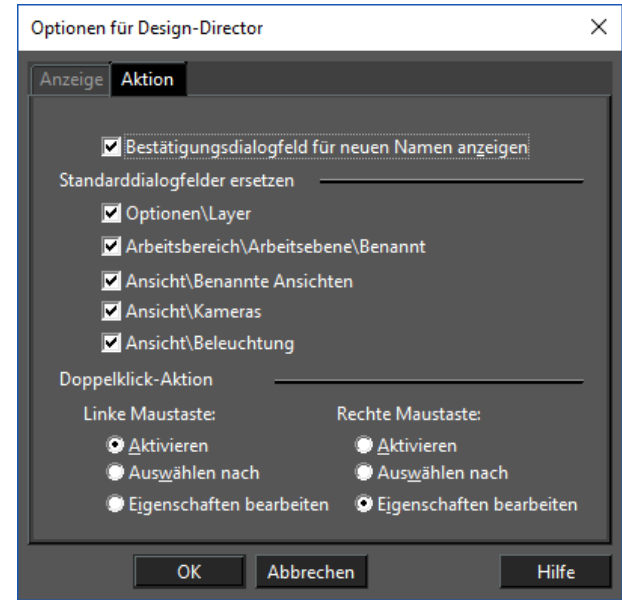 Optionen für Design-Director
Anzeige Aktion
Bestätigungsdialogfeld für neuen Namen anzeigen
Standarddialogfelder ersetzen
Optionen\Layer
Arbeitsbereich\Arbeitsebene\Benannt
Ansicht\Benannte Ansichten
Ansicht\Kameras
Ansicht\Beleuchtung
Doppelklick-Aktion
Linke Maustaste: Rechte Maustaste:
Aktivieren Aktivieren
Auswählen nach Auswählen nach
Eigenschaften bearbeiten Eigenschaften bearbeiten
OK Abbrechen Hilfe